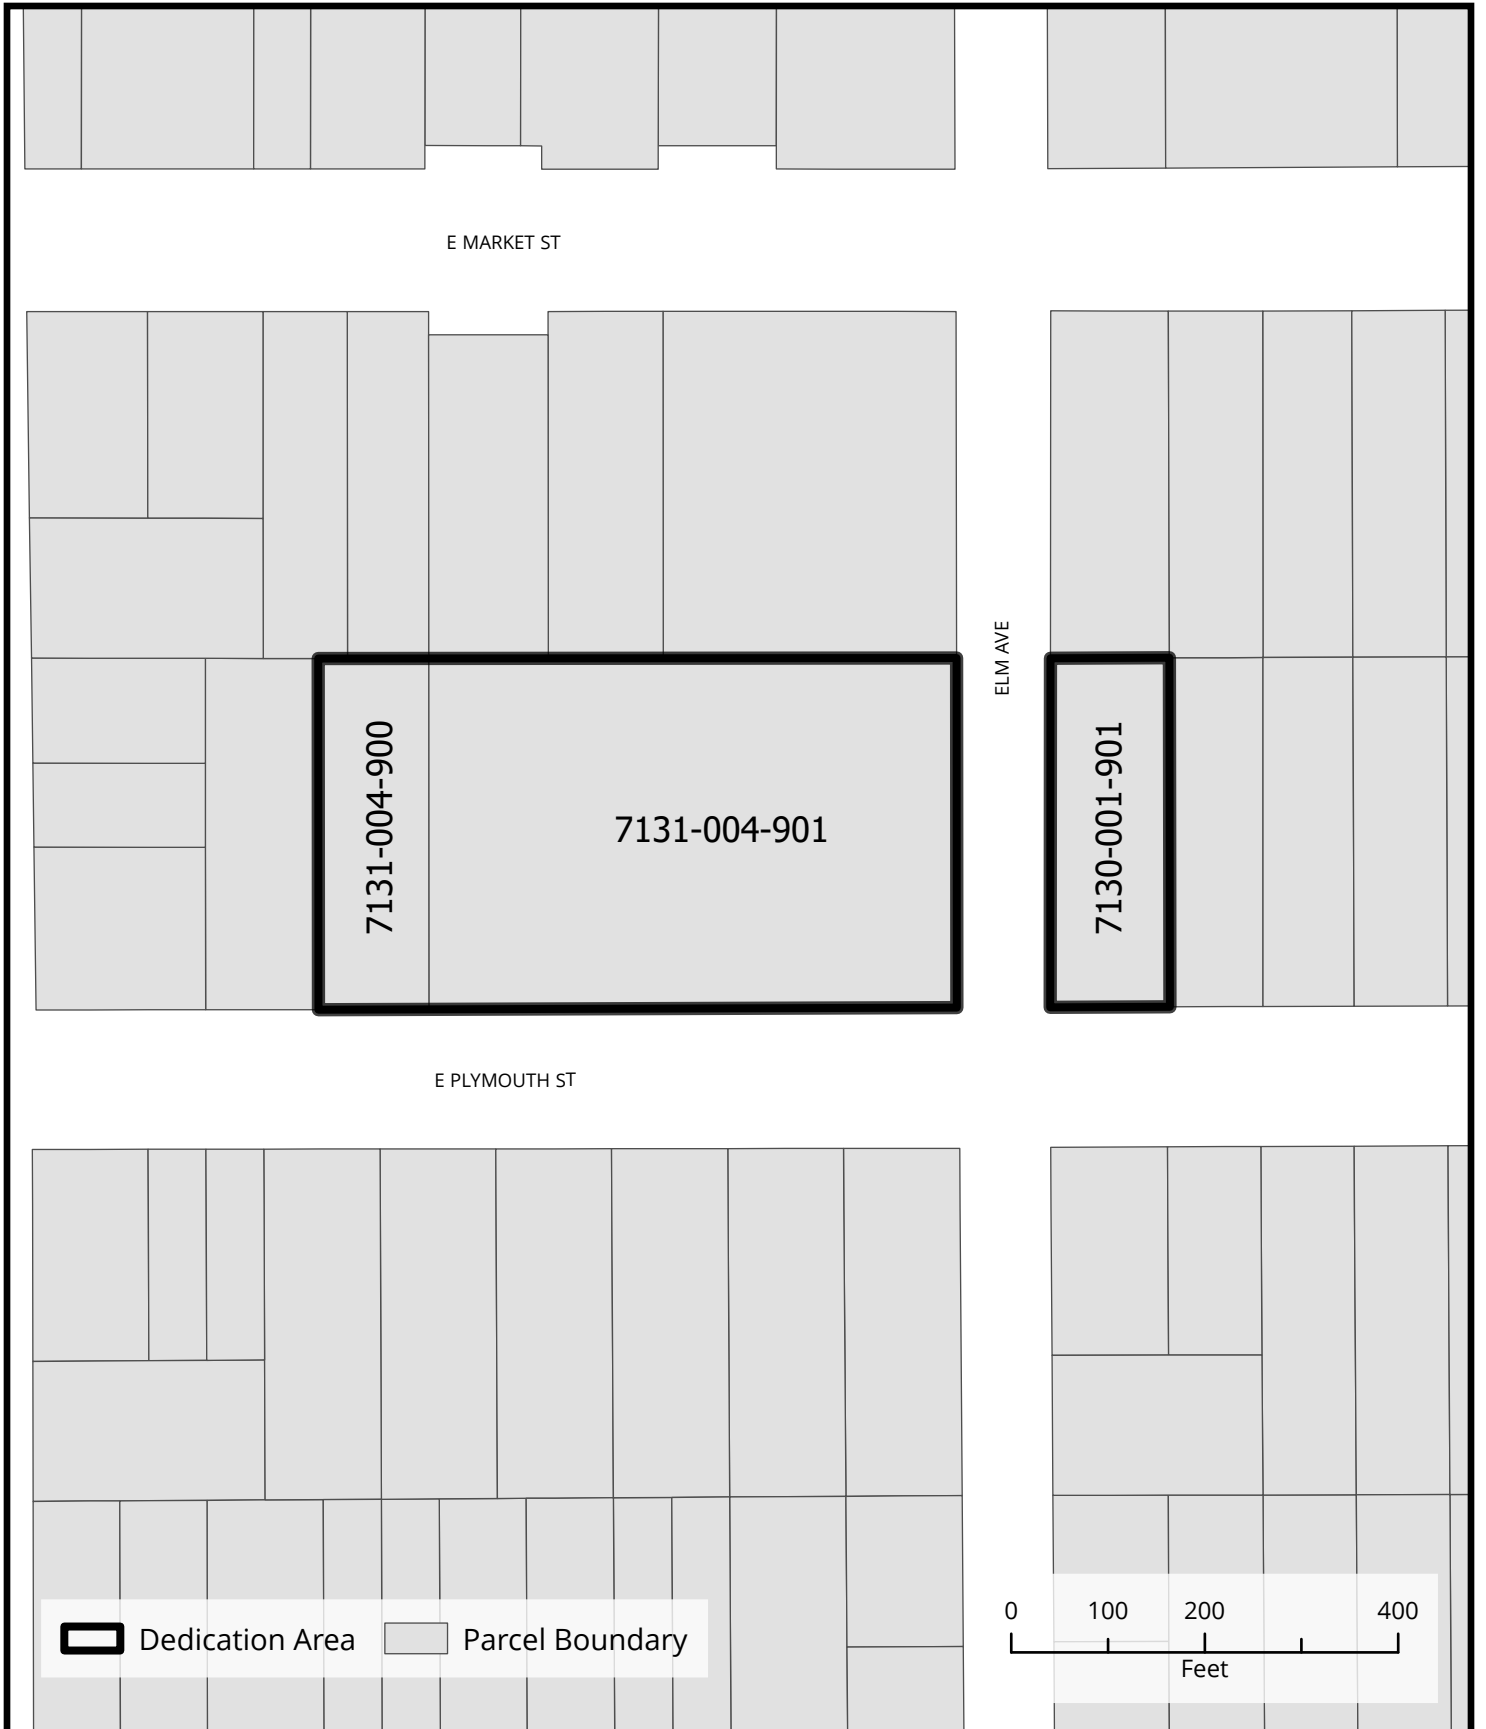 E MARKET ST
ELM AVE
7131-004-900
7131-004-901
7130-001-901
E PLYMOUTH ST
Dedication Area
Parcel Boundary
0 100 200 400
Feet